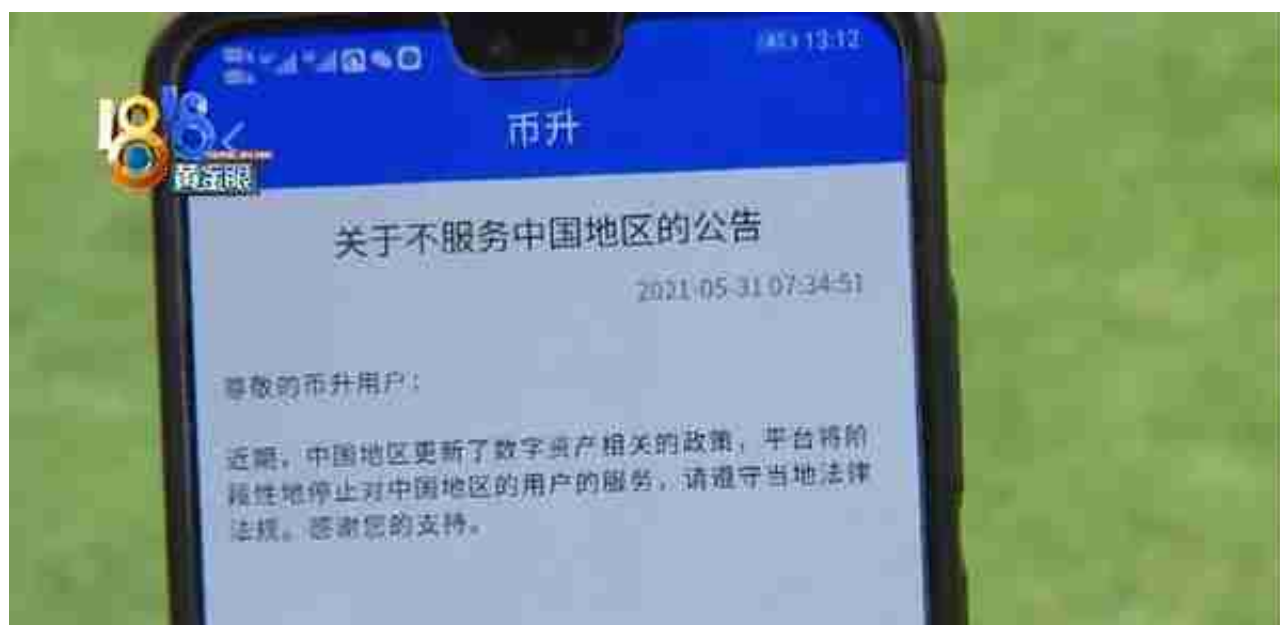 13:12
1818
黄金眼
币升
关于不服务中国地区的公告
2021-05-31 07:34:51
尊敬的币升用户：
近期，中国地区更新了数字资产相关的政策，平台将阶
段性地停止对中国地区的用户的服务，请遵守当地法律
法规。感谢您的支持。